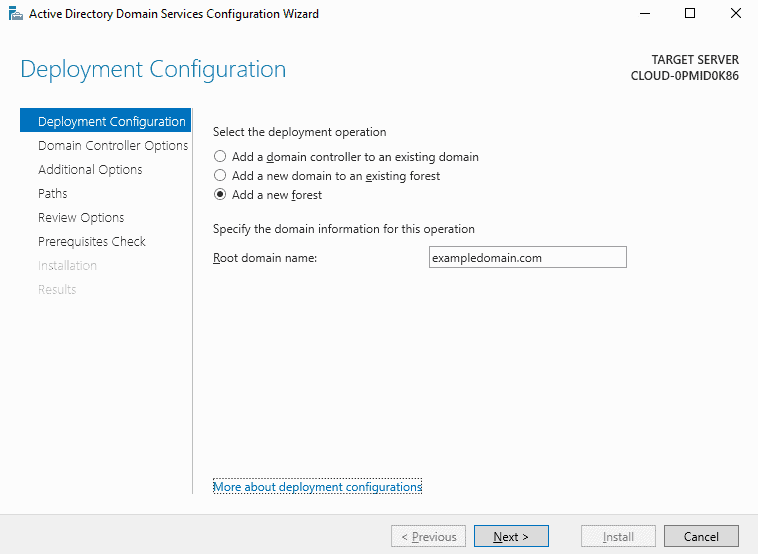 Active Directory Domain Services Configuration Wizard
Deployment Configuration
TARGET SERVER
CLOUD-0PMID0K86
Deployment Configuration
Domain Controller Options
Additional Options
Paths
Review Options
Prerequisites Check
Installation
Results
Select the deployment operation
Add a domain controller to an existing domain
Add a new domain to an existing forest
Add a new forest
Specify the domain information for this operation
Root domain name: exampledomain.com
More about deployment configurations
< Previous Next > Install Cancel